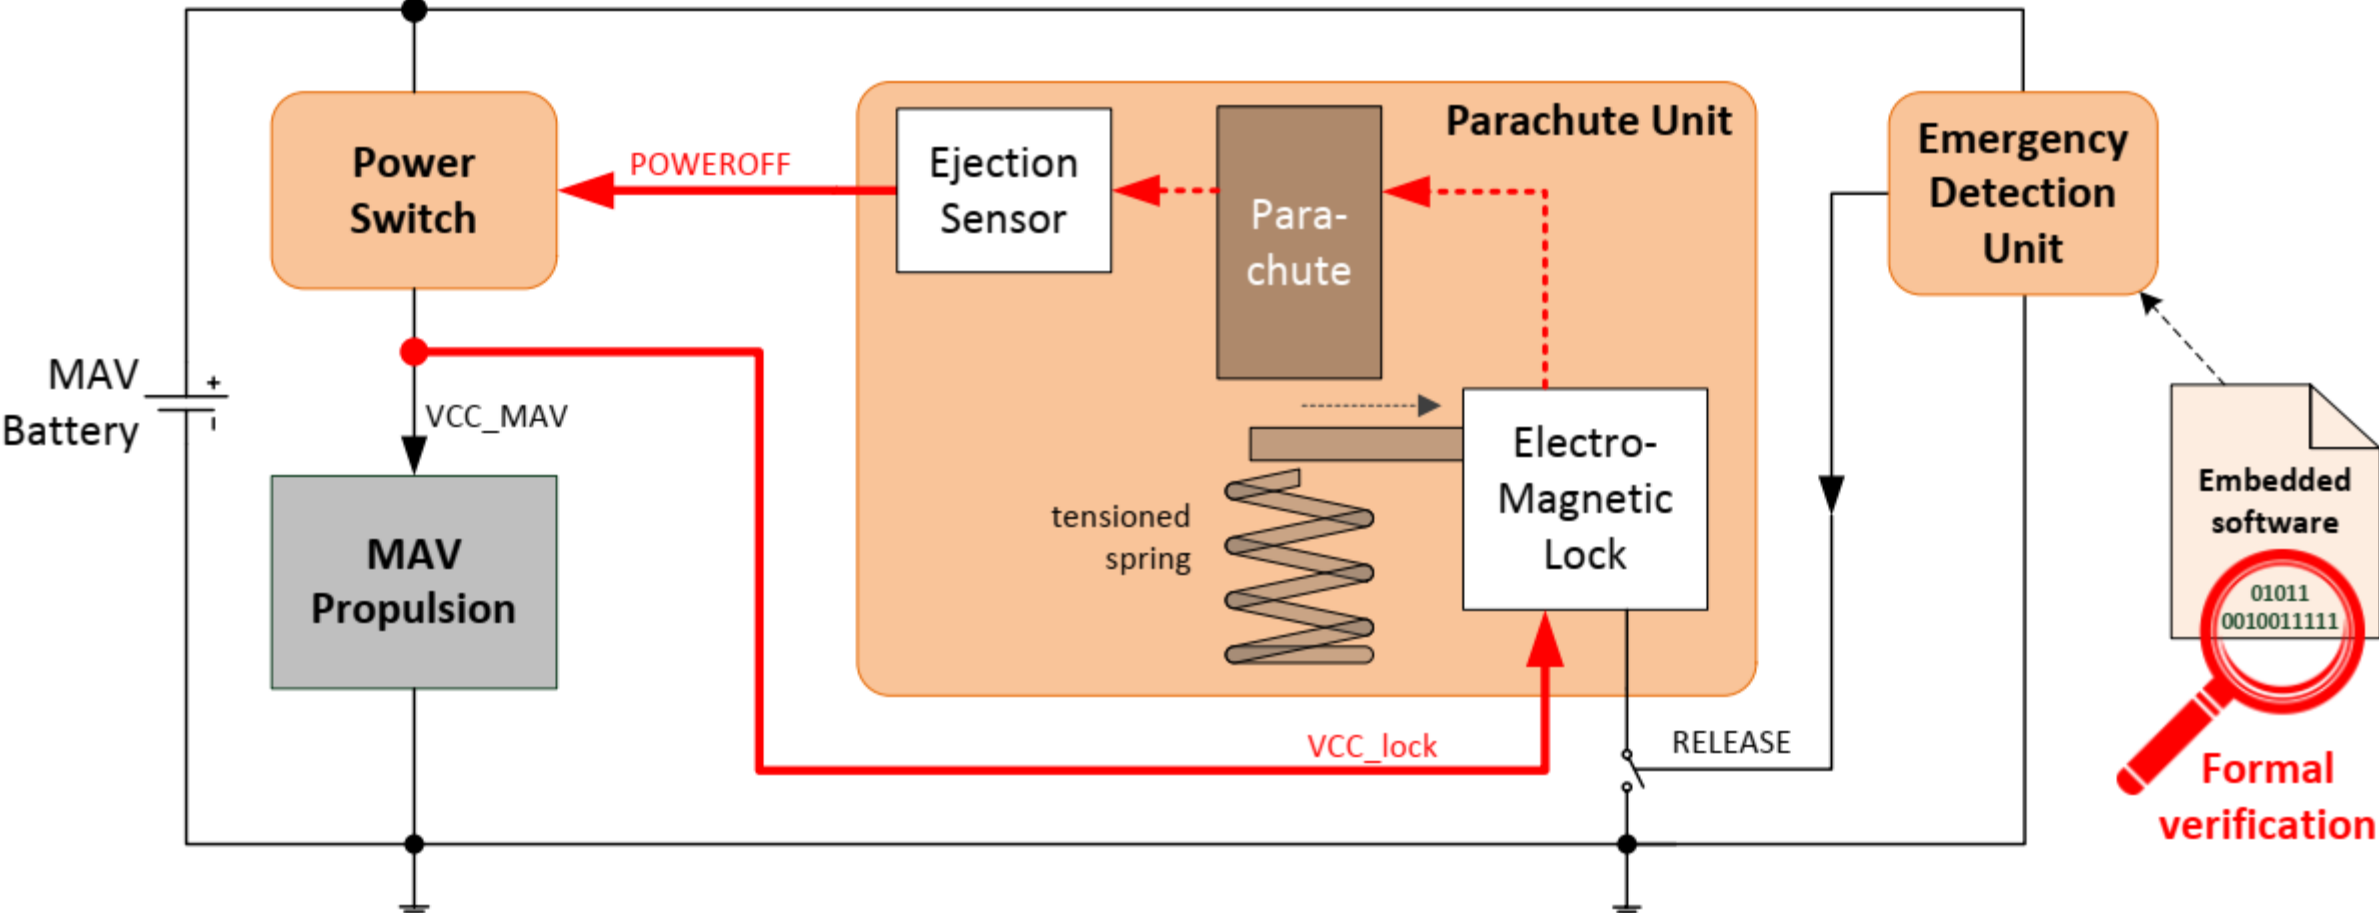 Power
Switch
POWEROFF
Ejection
Sensor
Para-
chute
Parachute Unit
Emergency
Detection
Unit
MAV
Battery
+
-
VCC_MAV
MAV
Propulsion
tensioned
spring
Electro-
Magnetic
Lock
VCC_lock
RELEASE
Embedded
software
01011
0010011111
Formal
verification